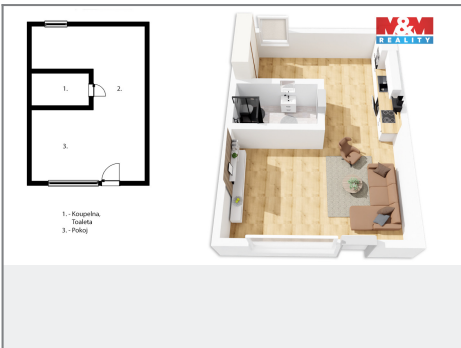 M&M
REALITY
1.
2.
3.
1. - Koupelna,
Toaleta
3. - Pokoj